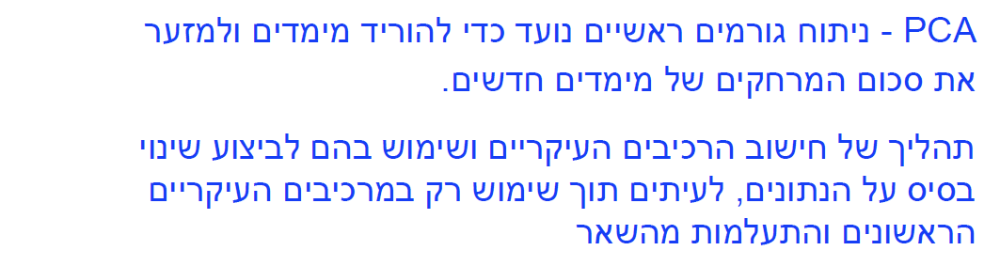 PCA - ניתוח גורמים ראשיים נועד כדי להוריד מימדים ולמזער
את סכום המרחקים של מימדים חדשים.
תהליך של חישוב הרכיבים העיקריים ושימוש בהם לביצוע שינוי
בסיס על הנתונים, לעיתים תוך שימוש רק במרכיבים העיקריים
הראשונים והתעלמות מהשאר